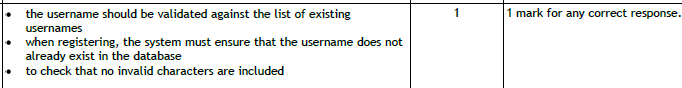 • the username should be validated against the list of existing 1 1 mark for any correct response.
usernames
• when registering, the system must ensure that the username does not
already exist in the database
• to check that no invalid characters are included